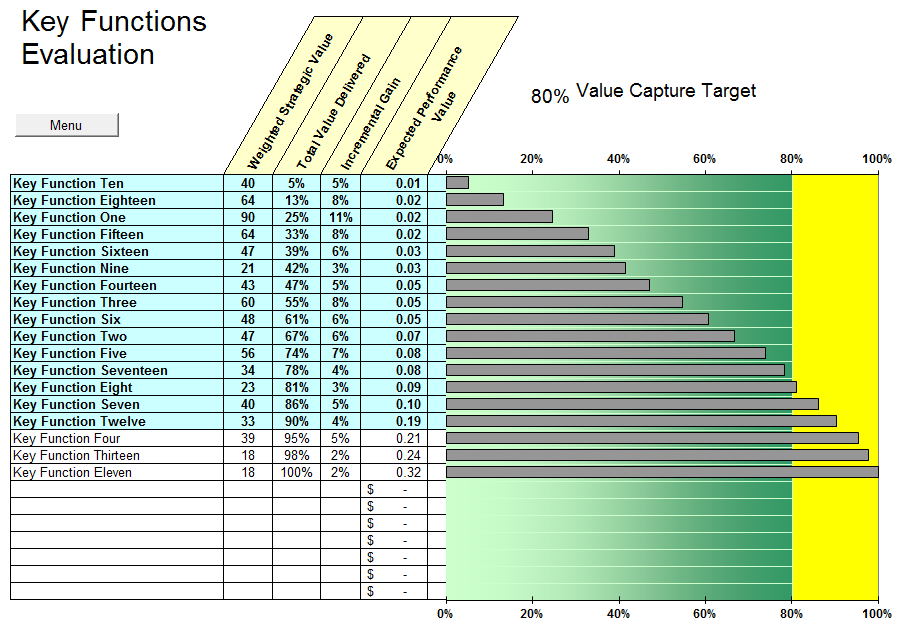 Key Functions
Evaluation
Menu
Weighted Strategic Value
Total Value Delivered
Incremental Gain
Expected Performance
Value
80% Value Capture Target
0% 20% 40% 60% 80% 100%
Key Function Ten 40 5% 5% 0.01
Key Function Eighteen 64 13% 8% 0.02
Key Function One 90 25% 11% 0.02
Key Function Fifteen 64 33% 8% 0.02
Key Function Sixteen 47 39% 6% 0.03
Key Function Nine 21 42% 3% 0.03
Key Function Fourteen 43 47% 5% 0.05
Key Function Three 60 55% 8% 0.05
Key Function Six 48 61% 6% 0.05
Key Function Two 47 67% 6% 0.07
Key Function Five 56 74% 7% 0.08
Key Function Seventeen 34 78% 4% 0.08
Key Function Eight 23 81% 3% 0.09
Key Function Seven 40 86% 5% 0.10
Key Function Twelve 33 90% 4% 0.19
Key Function Four 39 95% 5% 0.21
Key Function Thirteen 18 98% 2% 0.24
Key Function Eleven 18 100% 2% 0.32
$ -
$ -
$ -
$ -
$ -
$ -
$ -
0% 20% 40% 60% 80% 100%